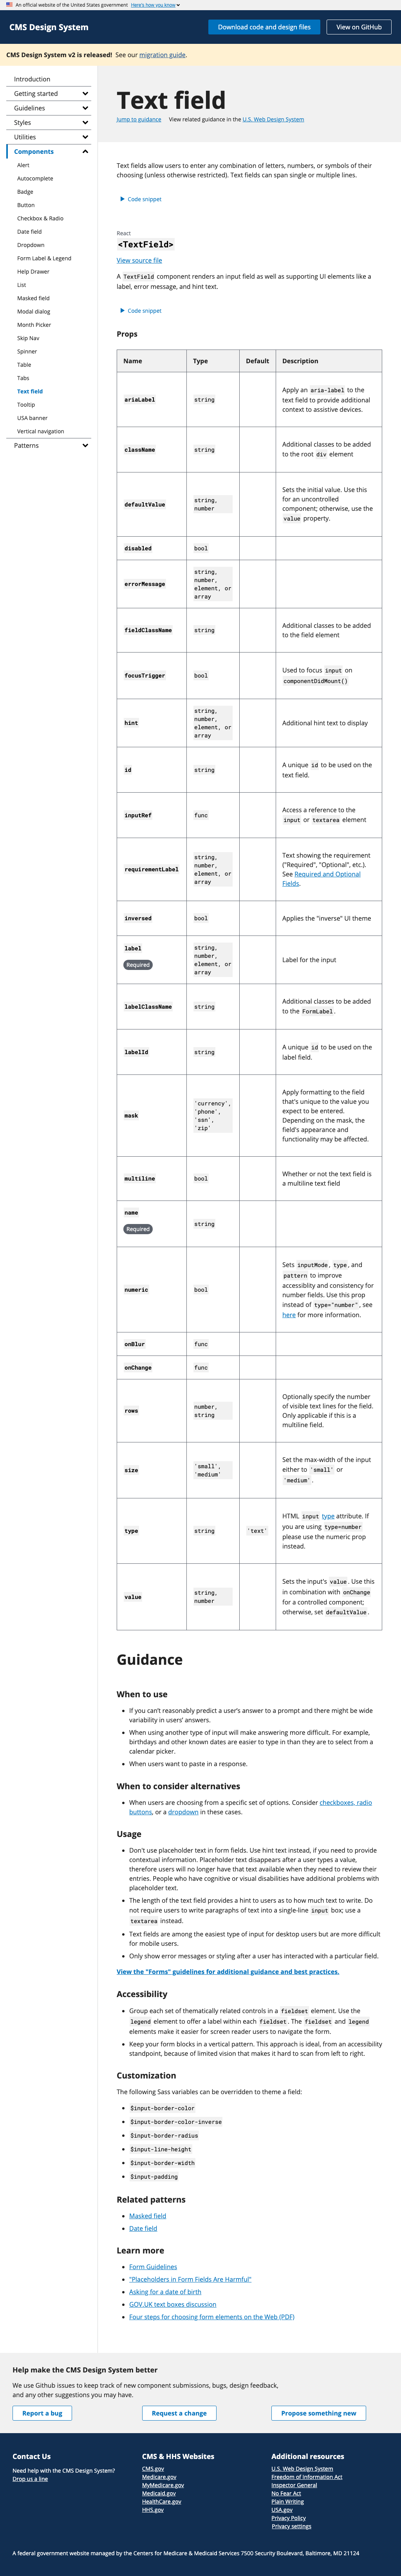 An official website of the United States government Here's how you know
CMS Design System
Download code and design files
View on GitHub
CMS Design System v2 is released! See our migration guide.
Introduction
Getting started
Guidelines
Styles
Utilities
Components
Alert
Autocomplete
Badge
Button
Checkbox & Radio
Date field
Dropdown
Form Label & Legend
Help Drawer
List
Masked field
Modal dialog
Month Picker
Skip Nav
Spinner
Table
Tabs
Text field
Tooltip
USA banner
Vertical navigation
Patterns
Text field
Jump to guidance View related guidance in the U.S. Web Design System
Text fields allow users to enter any combination of letters, numbers, or symbols of their
choosing (unless otherwise restricted). Text fields can span single or multiple lines.
Code snippet
React
<TextField>
View source file
A TextField component renders an input field as well as supporting UI elements like a
label, error message, and hint text.
Code snippet
Props
Name Type Default Description
ariaLabel string Apply an aria-label to the
text field to provide additional
context to assistive devices.
className string Additional classes to be added
to the root div element
defaultValue string, number Sets the initial value. Use this
for an uncontrolled
component; otherwise, use the
value property.
disabled bool
errorMessage string, number, element, or array
fieldClassName string Additional classes to be added
to the field element
focusTrigger bool Used to focus input on
componentDidMount()
hint string, number, element, or array Additional hint text to display
id string A unique id to be used on the
text field.
inputRef func Access a reference to the
input or textarea element
requirementLabel string, number, element, or array Text showing the requirement
("Required", "Optional", etc.).
See Required and Optional
Fields.
inversed bool Applies the "inverse" UI theme
label Required string, number, element, or array Label for the input
labelClassName string Additional classes to be added
to the FormLabel.
labelId string A unique id to be used on the
label field.
mask 'currency', 'phone', 'ssn', 'zip' Apply formatting to the field
that's unique to the value you
expect to be entered.
Depending on the mask, the
field's appearance and
functionality may be affected.
multiline bool Whether or not the text field is
a multiline text field
name Required string
numeric bool Sets inputMode, type, and
pattern to improve
accessiblity and consistency for
number fields. Use this prop
instead of type="number", see
here for more information.
onBlur func
onChange func
rows number, string Optionally specify the number
of visible text lines for the field.
Only applicable if this is a
multiline field.
size 'small', 'medium' Set the max-width of the input
either to 'small' or
'medium'.
type string 'text' HTML input type attribute. If
you are using type=number
please use the numeric prop
instead.
value string, number Sets the input's value. Use this
in combination with onChange
for a controlled component;
otherwise, set defaultValue.
Guidance
When to use
If you can't reasonably predict a user's answer to a prompt and there might be wide
variability in users' answers.
When using another type of input will make answering more difficult. For example,
birthdays and other known dates are easier to type in than they are to select from a
calendar picker.
When users want to paste in a response.
When to consider alternatives
When users are choosing from a specific set of options. Consider checkboxes, radio
buttons, or a dropdown in these cases.
Usage
Don't use placeholder text in form fields. Use hint text instead, if you need to provide
contextual information. Placeholder text disappears after a user types a value,
therefore users will no longer have that text available when they need to review their
entries. People who have cognitive or visual disabilities have additional problems with
placeholder text.
The length of the text field provides a hint to users as to how much text to write. Do
not require users to write paragraphs of text into a single-line input box; use a
textarea instead.
Text fields are among the easiest type of input for desktop users but are more difficult
for mobile users.
Only show error messages or styling after a user has interacted with a particular field.
View the "Forms" guidelines for additional guidance and best practices.
Accessibility
Group each set of thematically related controls in a fieldset element. Use the
legend element to offer a label within each fieldset. The fieldset and legend
elements make it easier for screen reader users to navigate the form.
Keep your form blocks in a vertical pattern. This approach is ideal, from an accessibility
standpoint, because of limited vision that makes it hard to scan from left to right.
Customization
The following Sass variables can be overridden to theme a field:
$input-border-color
$input-border-color-inverse
$input-border-radius
$input-line-height
$input-border-width
$input-padding
Related patterns
Masked field
Date field
Learn more
Form Guidelines
"Placeholders in Form Fields Are Harmful"
Asking for a date of birth
GOV.UK text boxes discussion
Four steps for choosing form elements on the Web (PDF)
Help make the CMS Design System better
We use Github issues to keep track of new component submissions, bugs, design feedback,
and any other suggestions you may have.
Report a bug
Request a change
Propose something new
Contact Us
Need help with the CMS Design System?
Drop us a line
CMS & HHS Websites
CMS.gov
Medicare.gov
MyMedicare.gov
Medicaid.gov
HealthCare.gov
HHS.gov
Additional resources
U.S. Web Design System
Freedom of Information Act
Inspector General
No Fear Act
Plain Writing
USA.gov
Privacy Policy
Privacy settings
A federal government website managed by the Centers for Medicare & Medicaid Services 7500 Security Boulevard, Baltimore, MD 21124